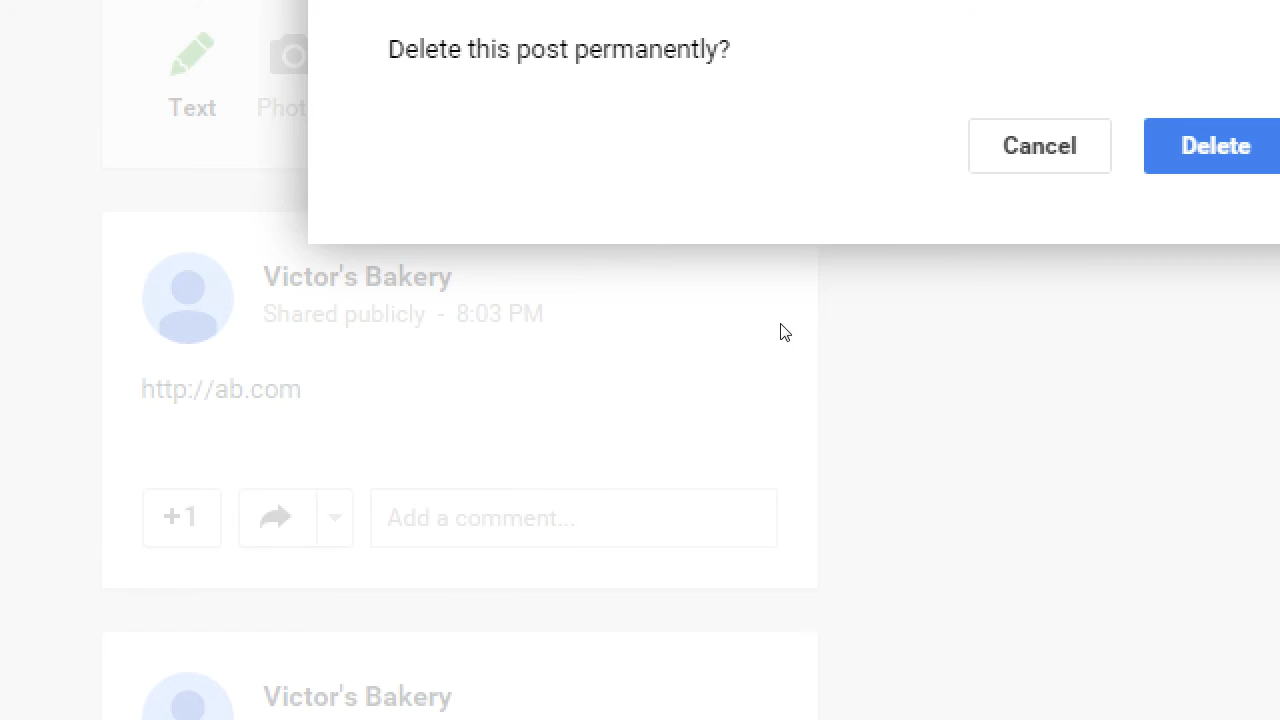 Delete this post permanently?
Cancel
Delete
Text
Victor's Bakery
Shared publicly - 8:03 PM
http://ab.com
+1
Add a comment...
Victor's Bakery